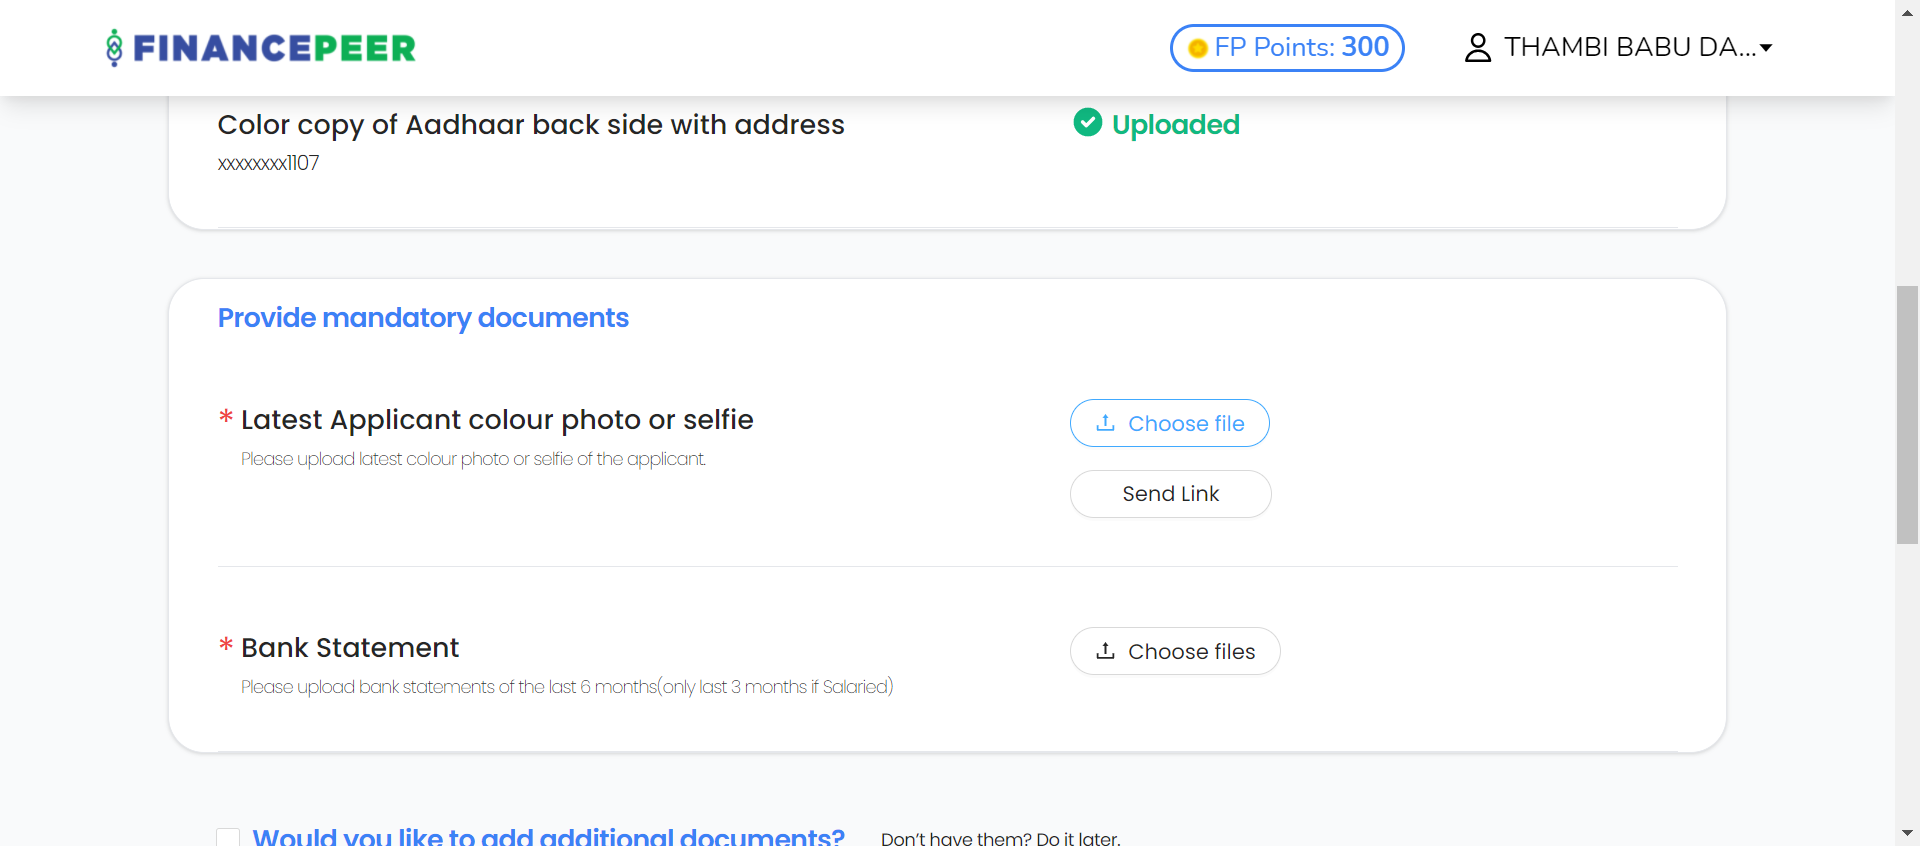 FINANCEPEER
FP Points: 300
THAMBI BABU DA...
Color copy of Aadhaar back side with address
Uploaded
xxxxxxxx1107
Provide mandatory documents
* Latest Applicant colour photo or selfie
Choose file
Please upload latest colour photo or selfie of the applicant.
Send Link
* Bank Statement
Choose files
Please upload bank statements of the last 6 months(only last 3 months if Salaried)
Would you like to add additional documents?
Don't have them? Do it later.